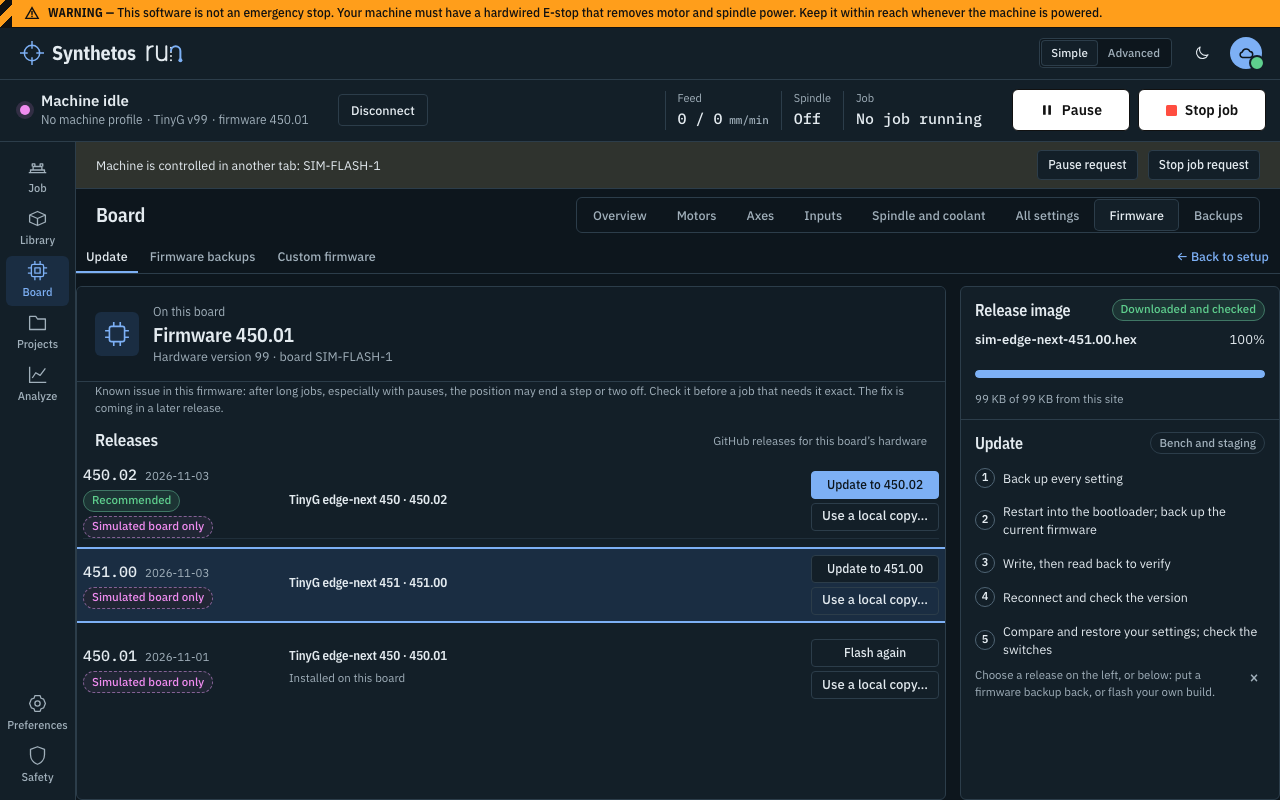 WARNING — This software is not an emergency stop. Your machine must have a hardwired E-stop that removes motor and spindle power. Keep it within reach whenever the machine is powered.
Synthetos run
Simple
Advanced
Machine idle
No machine profile · TinyG v99 · firmware 450.01
Disconnect
Feed
0 / 0 mm/min
Spindle
Off
Job
No job running
Pause
Stop job
Job
Library
Board
Projects
Analyze
Preferences
Safety
Machine is controlled in another tab: SIM-FLASH-1
Pause request
Stop job request
Board
Overview
Motors
Axes
Inputs
Spindle and coolant
All settings
Firmware
Backups
Update
Firmware backups
Custom firmware
← Back to setup
On this board
Firmware 450.01
Hardware version 99 · board SIM-FLASH-1
Known issue in this firmware: after long jobs, especially with pauses, the position may end a step or two off. Check it before a job that needs it exact. The fix is
coming in a later release.
Releases
GitHub releases for this board's hardware
450.02 2026-11-03
Recommended
Simulated board only
TinyG edge-next 450 · 450.02
Update to 450.02
Use a local copy...
451.00 2026-11-03
Simulated board only
TinyG edge-next 451 · 451.00
Update to 451.00
Use a local copy...
450.01 2026-11-01
Simulated board only
TinyG edge-next 450 · 450.01
Installed on this board
Flash again
Use a local copy...
Release image
Downloaded and checked
sim-edge-next-451.00.hex
100%
99 KB of 99 KB from this site
Update
Bench and staging
1 Back up every setting
2 Restart into the bootloader; back up the
current firmware
3 Write, then read back to verify
4 Reconnect and check the version
5 Compare and restore your settings; check the
switches
Choose a release on the left, or below: put a
firmware backup back, or flash your own build.
×